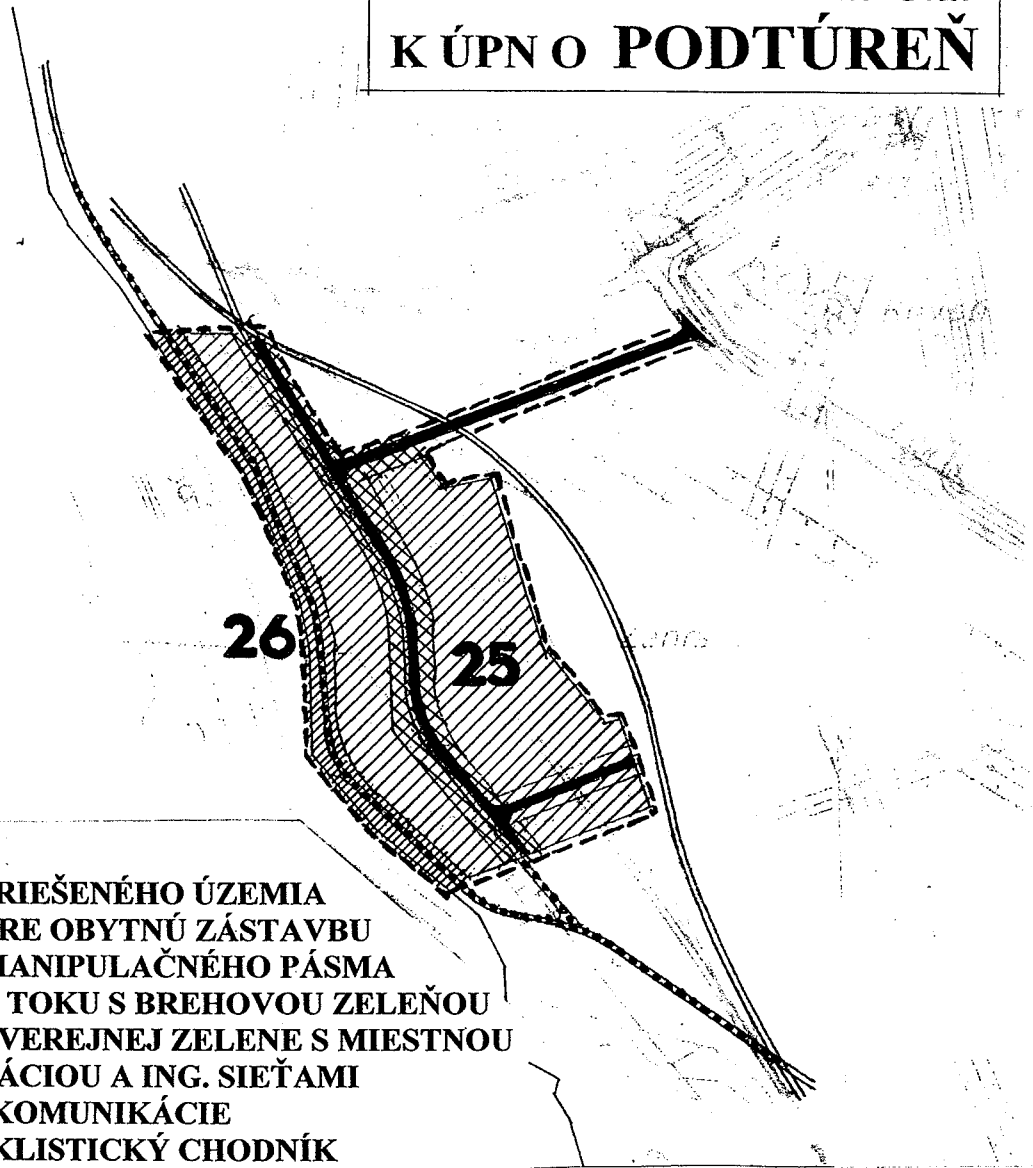 K ÚPN O PODTÚREŇ
26
25
RIEŠENÉHO ÚZEMIA
RE OBYTNÚ ZÁSTAVBU
MANIPULAČNÉHO PÁSMA
TOKU S BREHOVOU ZELEŇOU
VEREJNEJ ZELENE S MIESTNOU
ÁCIOU A ING. SIEŤAMI
KOMUNIKÁCIE
KLISTICKÝ CHODNÍK